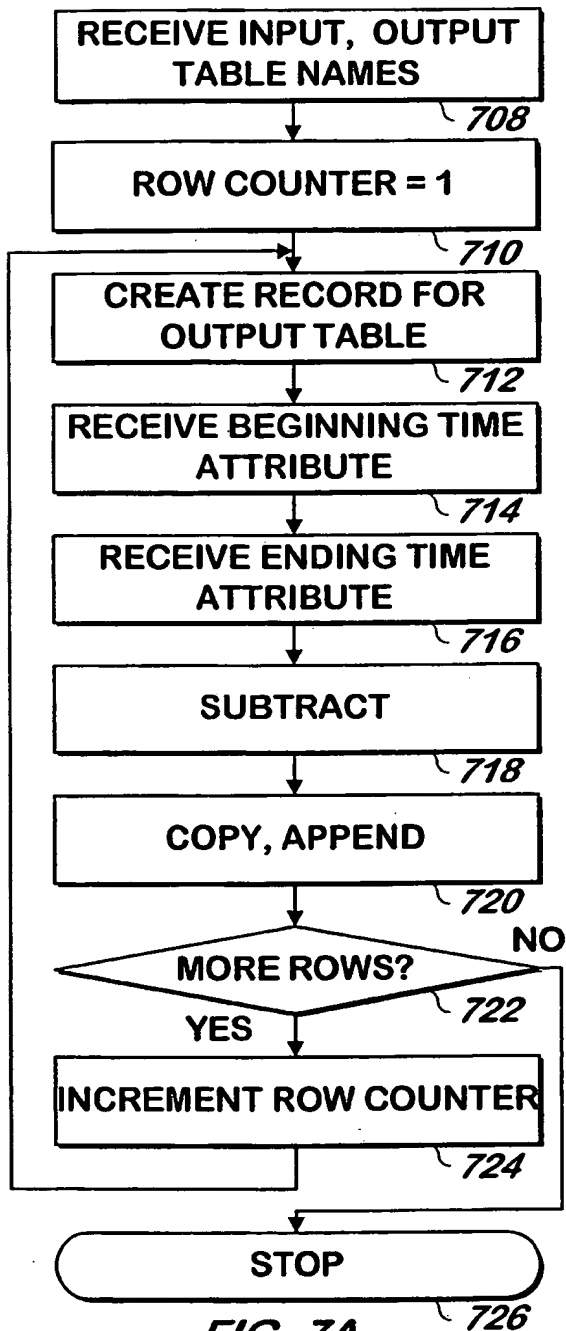 RECEIVE INPUT, OUTPUT
TABLE NAMES
708
ROW COUNTER = 1
710
CREATE RECORD FOR
OUTPUT TABLE
712
RECEIVE BEGINNING TIME
ATTRIBUTE
714
RECEIVE ENDING TIME
ATTRIBUTE
716
SUBTRACT
718
COPY, APPEND
720
NO
MORE ROWS?
722
YES
INCREMENT ROW COUNTER
724
STOP
726
FIG. 7A